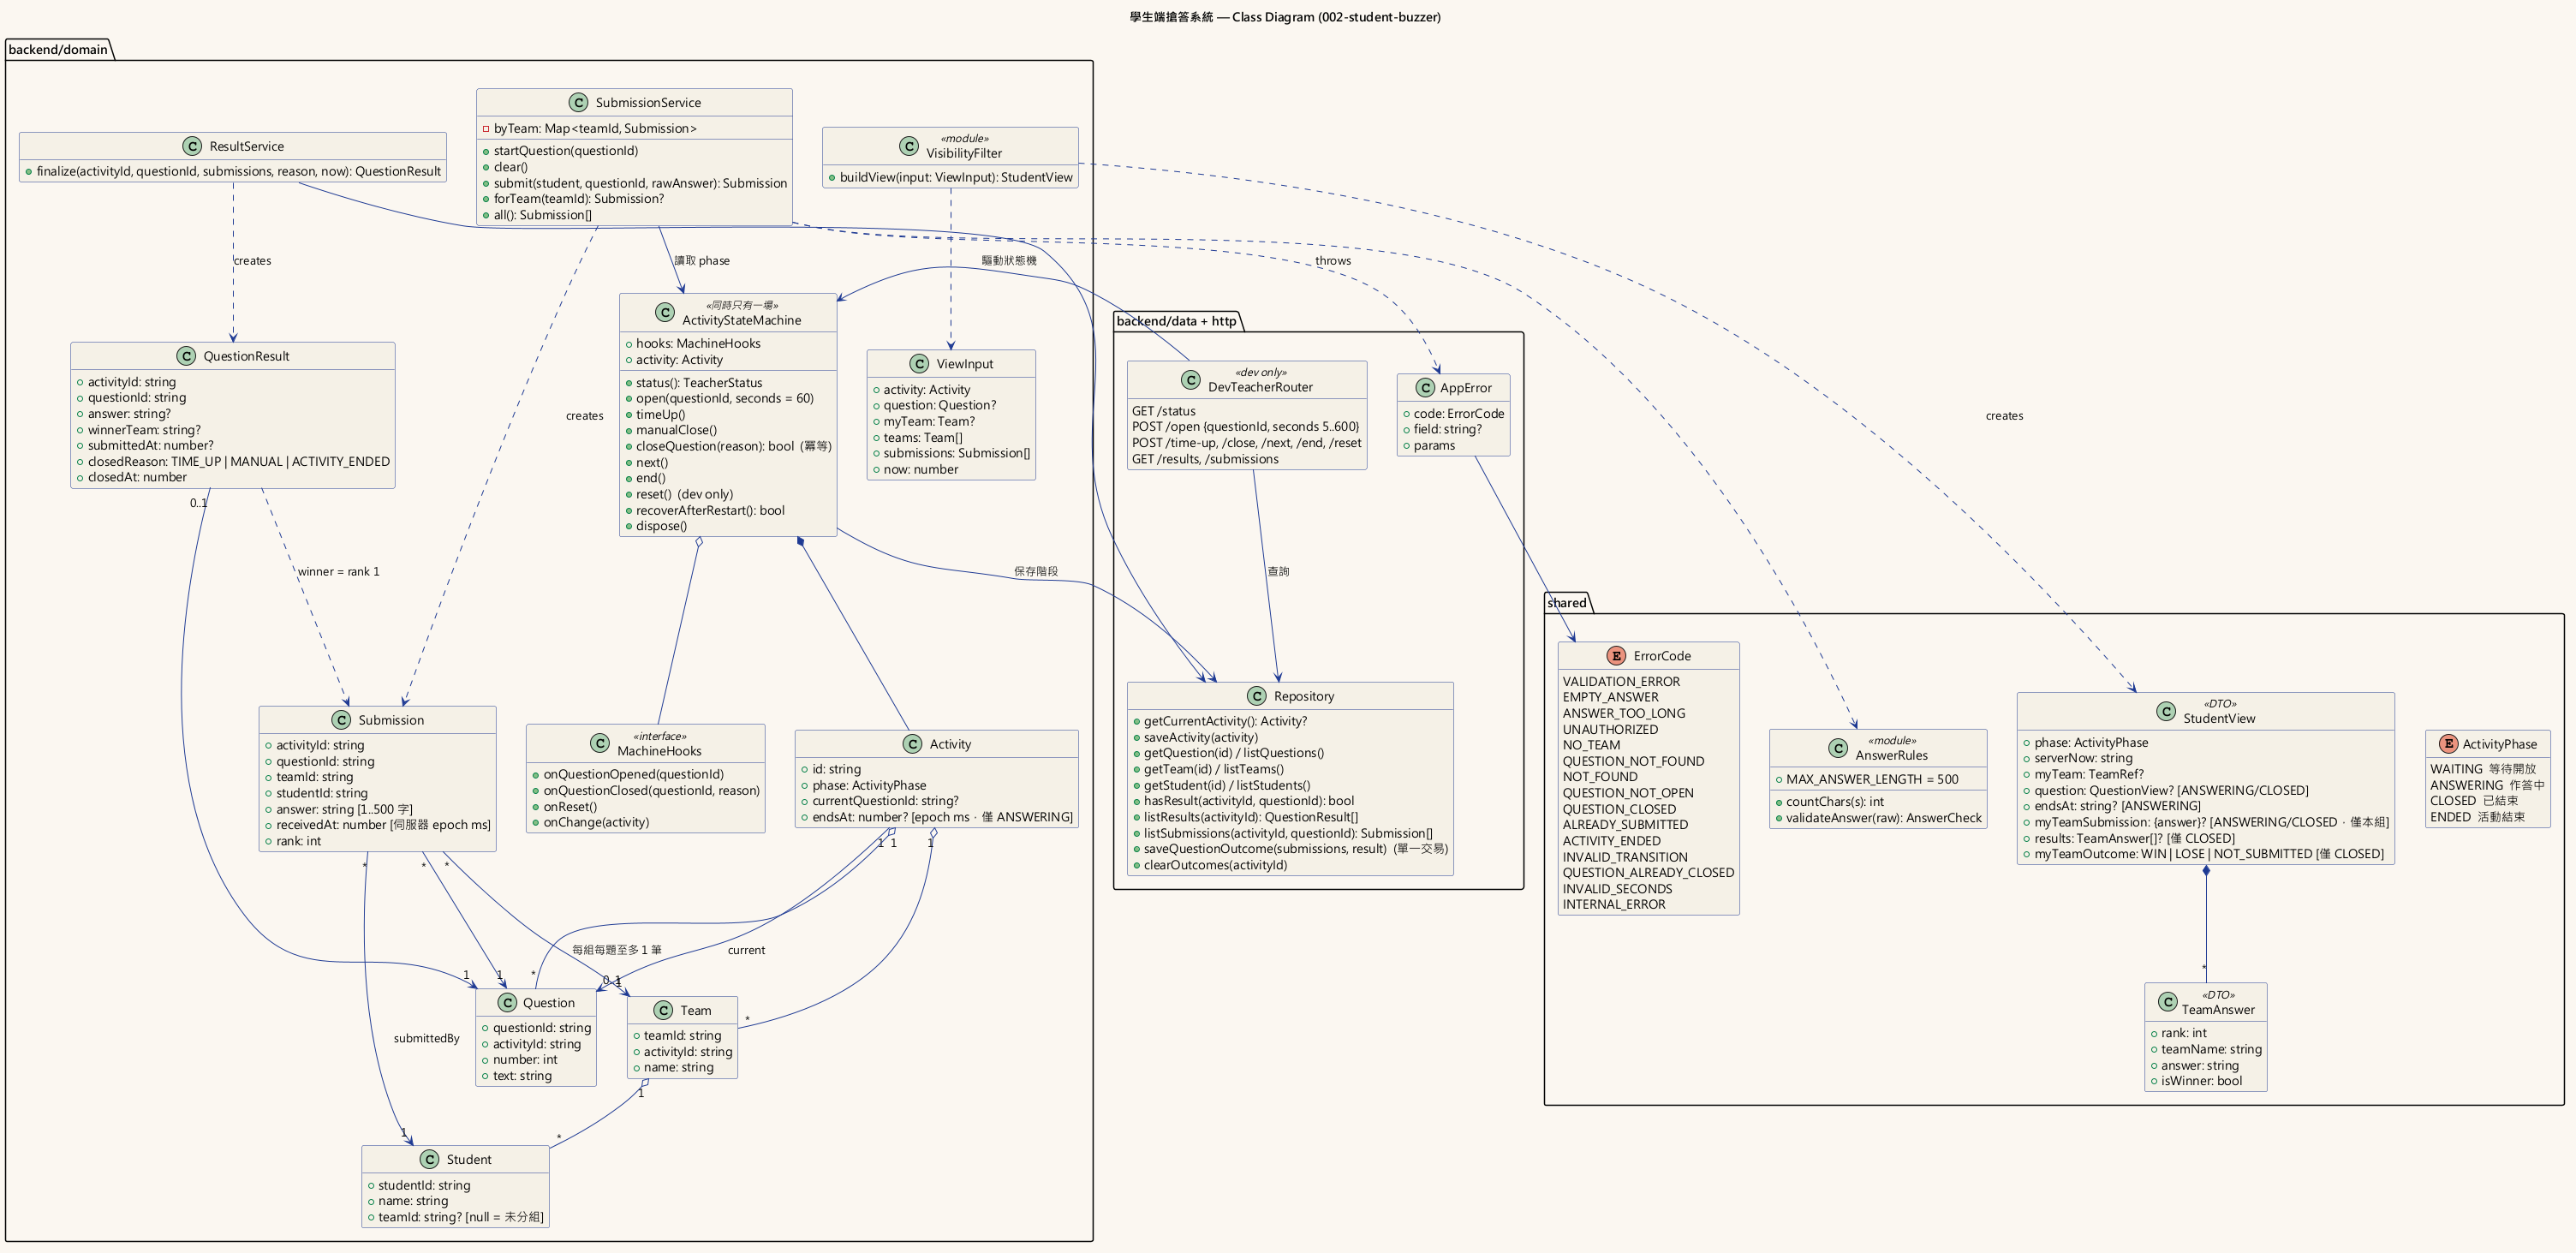 學生端搶答系統 — Class Diagram (002-student-buzzer)
backend/domain
ResultService
finalize(activityId, questionId, submissions, reason, now): QuestionResult
SubmissionService
byTeam: Map<teamId, Submission>
startQuestion(questionId)
clear()
submit(student, questionId, rawAnswer): Submission
forTeam(teamId): Submission?
all(): Submission[]
«module»
VisibilityFilter
buildView(input: ViewInput): StudentView
creates
讀取 phase
驅動狀態機
throws
creates
creates
QuestionResult
activityId: string
questionId: string
answer: string?
winnerTeam: string?
submittedAt: number?
closedReason: TIME_UP | MANUAL | ACTIVITY_ENDED
closedAt: number
«同時只有一場»
ActivityStateMachine
hooks: MachineHooks
activity: Activity
status(): TeacherStatus
open(questionId, seconds = 60)
timeUp()
manualClose()
closeQuestion(reason): bool (冪等)
next()
end()
reset() (dev only)
recoverAfterRestart(): bool
dispose()
ViewInput
activity: Activity
question: Question?
myTeam: Team?
teams: Team[]
submissions: Submission[]
now: number
backend/data + http
«dev only»
DevTeacherRouter
GET /status
POST /open {questionId, seconds 5..600}
POST /time-up, /close, /next, /end, /reset
GET /results, /submissions
AppError
code: ErrorCode
field: string?
params
0..1
winner = rank 1
保存階段
查詢
shared
Submission
activityId: string
questionId: string
teamId: string
studentId: string
answer: string [1..500 字]
receivedAt: number [伺服器 epoch ms]
rank: int
«interface»
MachineHooks
onQuestionOpened(questionId)
onQuestionClosed(questionId, reason)
onReset()
onChange(activity)
Activity
id: string
phase: ActivityPhase
currentQuestionId: string?
endsAt: number? [epoch ms · 僅 ANSWERING]
Repository
getCurrentActivity(): Activity?
saveActivity(activity)
getQuestion(id) / listQuestions()
getTeam(id) / listTeams()
getStudent(id) / listStudents()
hasResult(activityId, questionId): bool
listResults(activityId): QuestionResult[]
listSubmissions(activityId, questionId): Submission[]
saveQuestionOutcome(submissions, result) (單一交易)
clearOutcomes(activityId)
ErrorCode
VALIDATION_ERROR
EMPTY_ANSWER
ANSWER_TOO_LONG
UNAUTHORIZED
NO_TEAM
QUESTION_NOT_FOUND
NOT_FOUND
QUESTION_NOT_OPEN
QUESTION_CLOSED
ALREADY_SUBMITTED
ACTIVITY_ENDED
INVALID_TRANSITION
QUESTION_ALREADY_CLOSED
INVALID_SECONDS
INTERNAL_ERROR
«module»
AnswerRules
MAX_ANSWER_LENGTH = 500
countChars(s): int
validateAnswer(raw): AnswerCheck
«DTO»
StudentView
phase: ActivityPhase
serverNow: string
myTeam: TeamRef?
question: QuestionView? [ANSWERING/CLOSED]
endsAt: string? [ANSWERING]
mySubmission: {answer}? [ANSWERING/CLOSED · 僅本組]
results: TeamAnswer[]? [僅 CLOSED]
myTeamOutcome: WIN | LOSE | NOT_SUBMITTED [僅 CLOSED]
ActivityPhase
WAITING 等待開放
ANSWERING 作答中
CLOSED 已結束
ENDED 活動結束
* * * 1 1 1
每組每題至多 1 筆
current
1 1 * 0..1 1 *
*
Question
questionId: string
activityId: string
number: int
text: string
Team
teamId: string
activityId: string
name: string
«DTO»
TeamAnswer
rank: int
teamName: string
answer: string
isWinner: bool
submittedBy
1
1 *
Student
studentId: string
name: string
teamId: string? [null = 未分組]